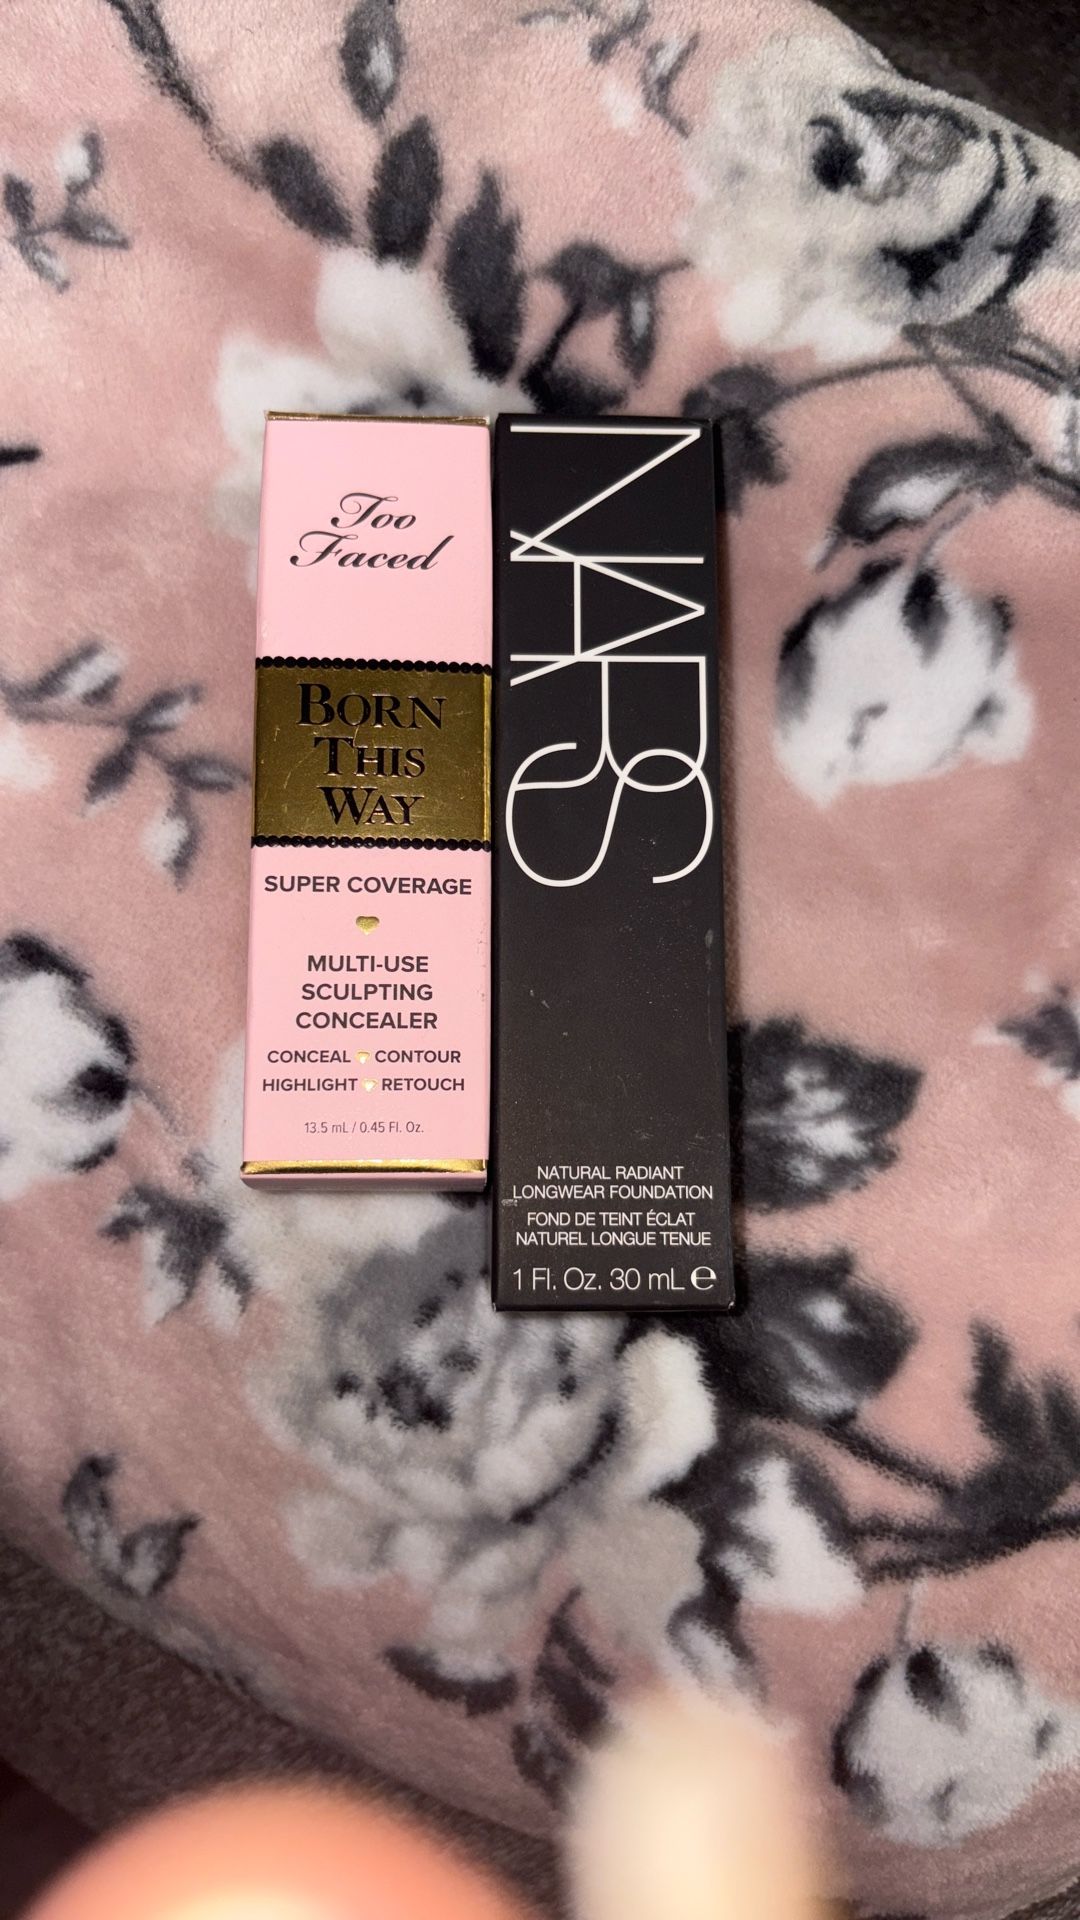 Too
Faced
BORN
THIS
WAY
SUPER COVERAGE
MULTI-USE
SCULPTING
CONCEALER
CONCEAL CONTOUR
HIGHLIGHT RETOUCH
13.5 mL / 0.45 Fl. Oz.
NARS
NATURAL RADIANT
LONGWEAR FOUNDATION
FOND DE TEINT ÉCLAT
NATUREL LONGUE TENUE
1 Fl. Oz. 30 mL ℮